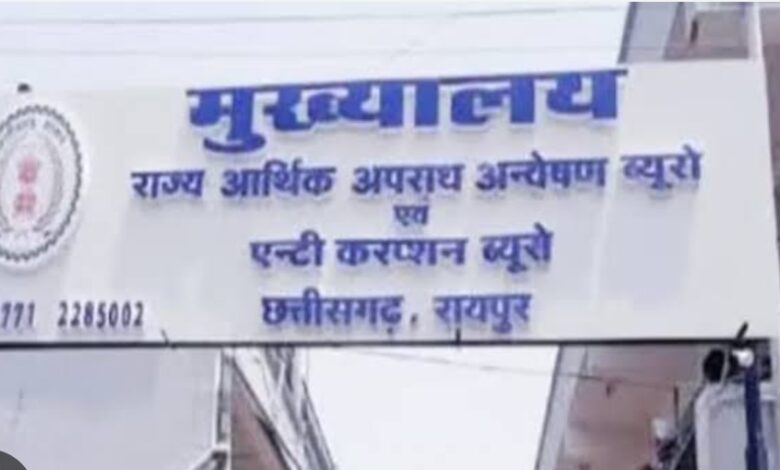 मुख्यालय
राज्य आर्थिक अपराध अन्वेषण ब्यूरो
एवं
एन्टी करप्शन ब्यूरो
छत्तीसगढ़, रायपुर
771 2285002